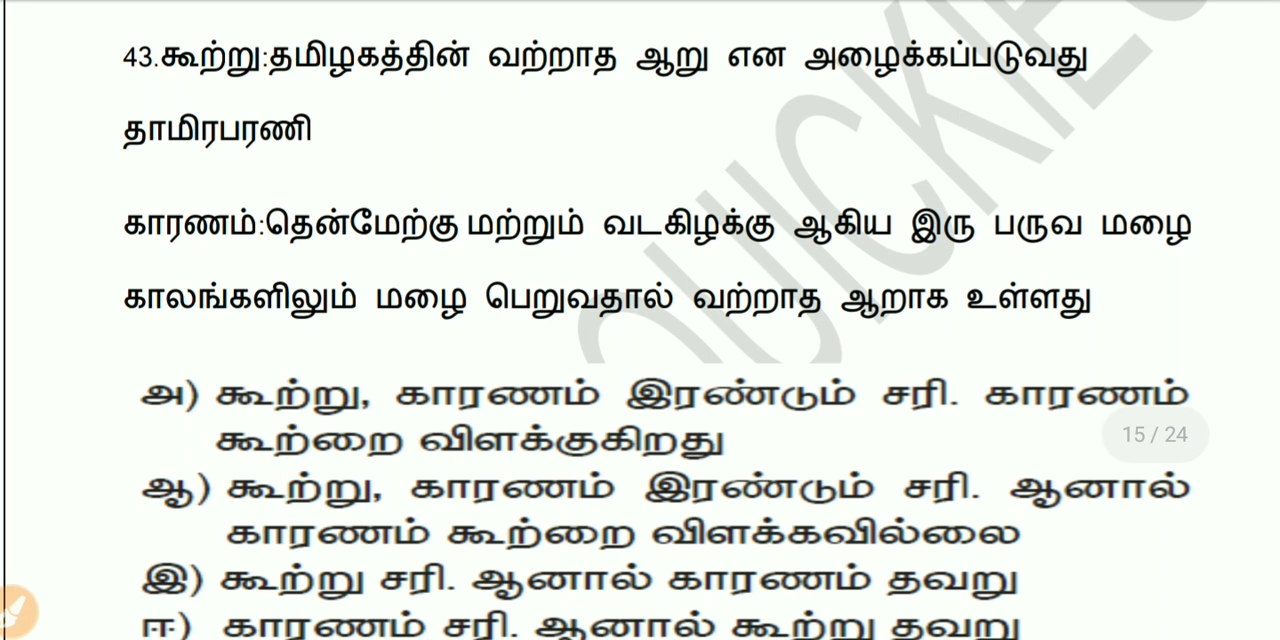 43.கூற்று:தமிழகத்தின் வற்றாத ஆறு என அழைக்கப்படுவது
தாமிரபரணி
காரணம்:தென்மேற்கு மற்றும் வடகிழக்கு ஆகிய இரு பருவ மழை
காலங்களிலும் மழை பெறுவதால் வற்றாத ஆறாக உள்ளது
அ) கூற்று, காரணம் இரண்டும் சரி. காரணம்
கூற்றை விளக்குகிறது
15 / 24
ஆ) கூற்று, காரணம் இரண்டும் சரி. ஆனால்
காரணம் கூற்றை விளக்கவில்லை
இ) கூற்று சரி. ஆனால் காரணம் தவறு
ஈ) காரணம் சரி. ஆனால் கூற்று தவறு